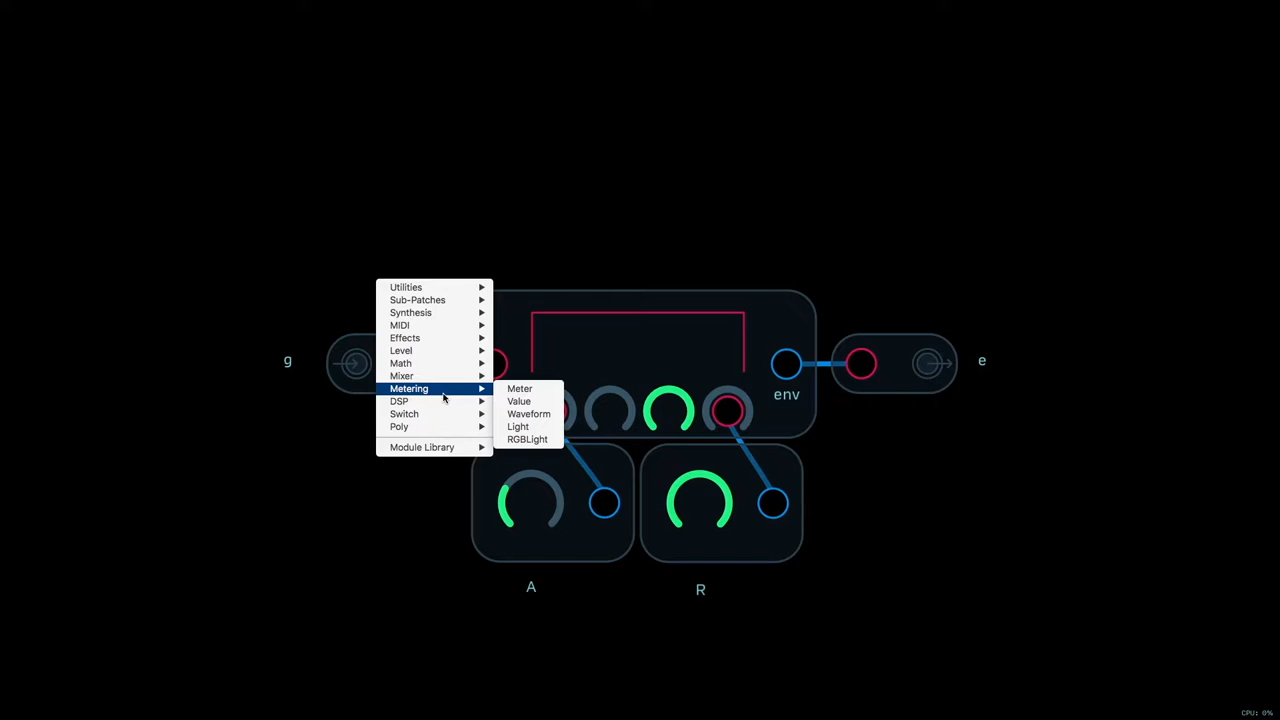 Utilities
Sub-Patches
Synthesis
MIDI
Effects
Level
Math
Mixer
Metering
DSP
Switch
Poly
Module Library
Meter
Value
Waveform
Light
RGBLight
g
env
e
A
R
CPU: 0%